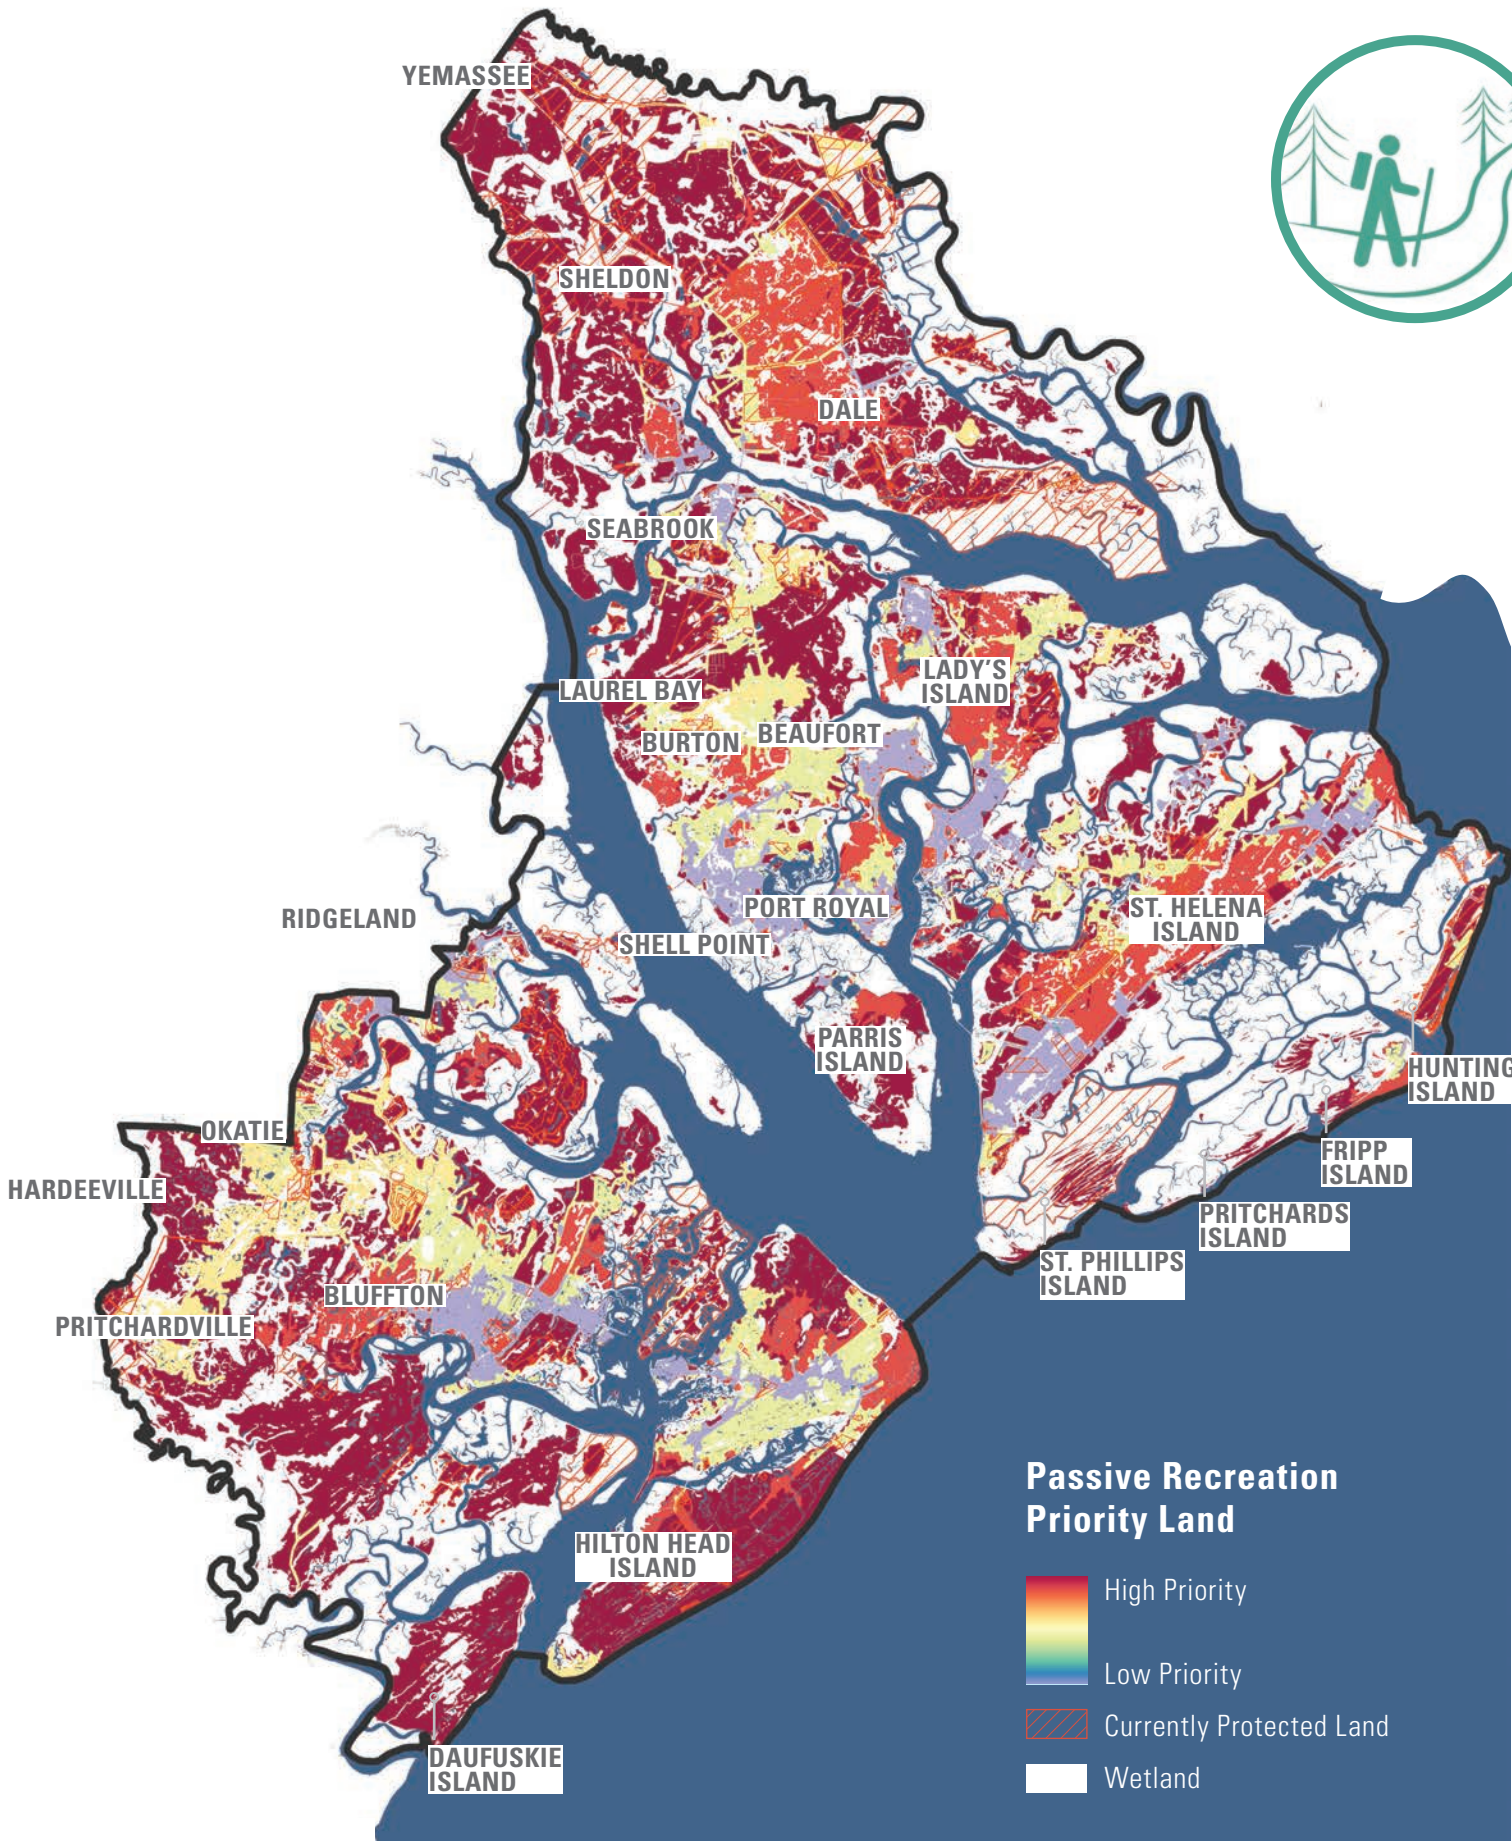 YEMASSEE
SHELDON
DALE
SEABROOK
LADY'S
ISLAND
LAUREL BAY
BURTON
BEAUFORT
PORT ROYAL
ST. HELENA
ISLAND
RIDGELAND
SHELL POINT
PARRIS
ISLAND
HUNTING
ISLAND
OKATIE
FRIPP
ISLAND
HARDEEVILLE
PRITCHARDS
ISLAND
ST. PHILLIPS
ISLAND
BLUFFTON
PRITCHARDVILLE
HILTON HEAD
ISLAND
DAUFUSKIE
ISLAND
Passive Recreation
Priority Land
High Priority
Low Priority
Currently Protected Land
Wetland